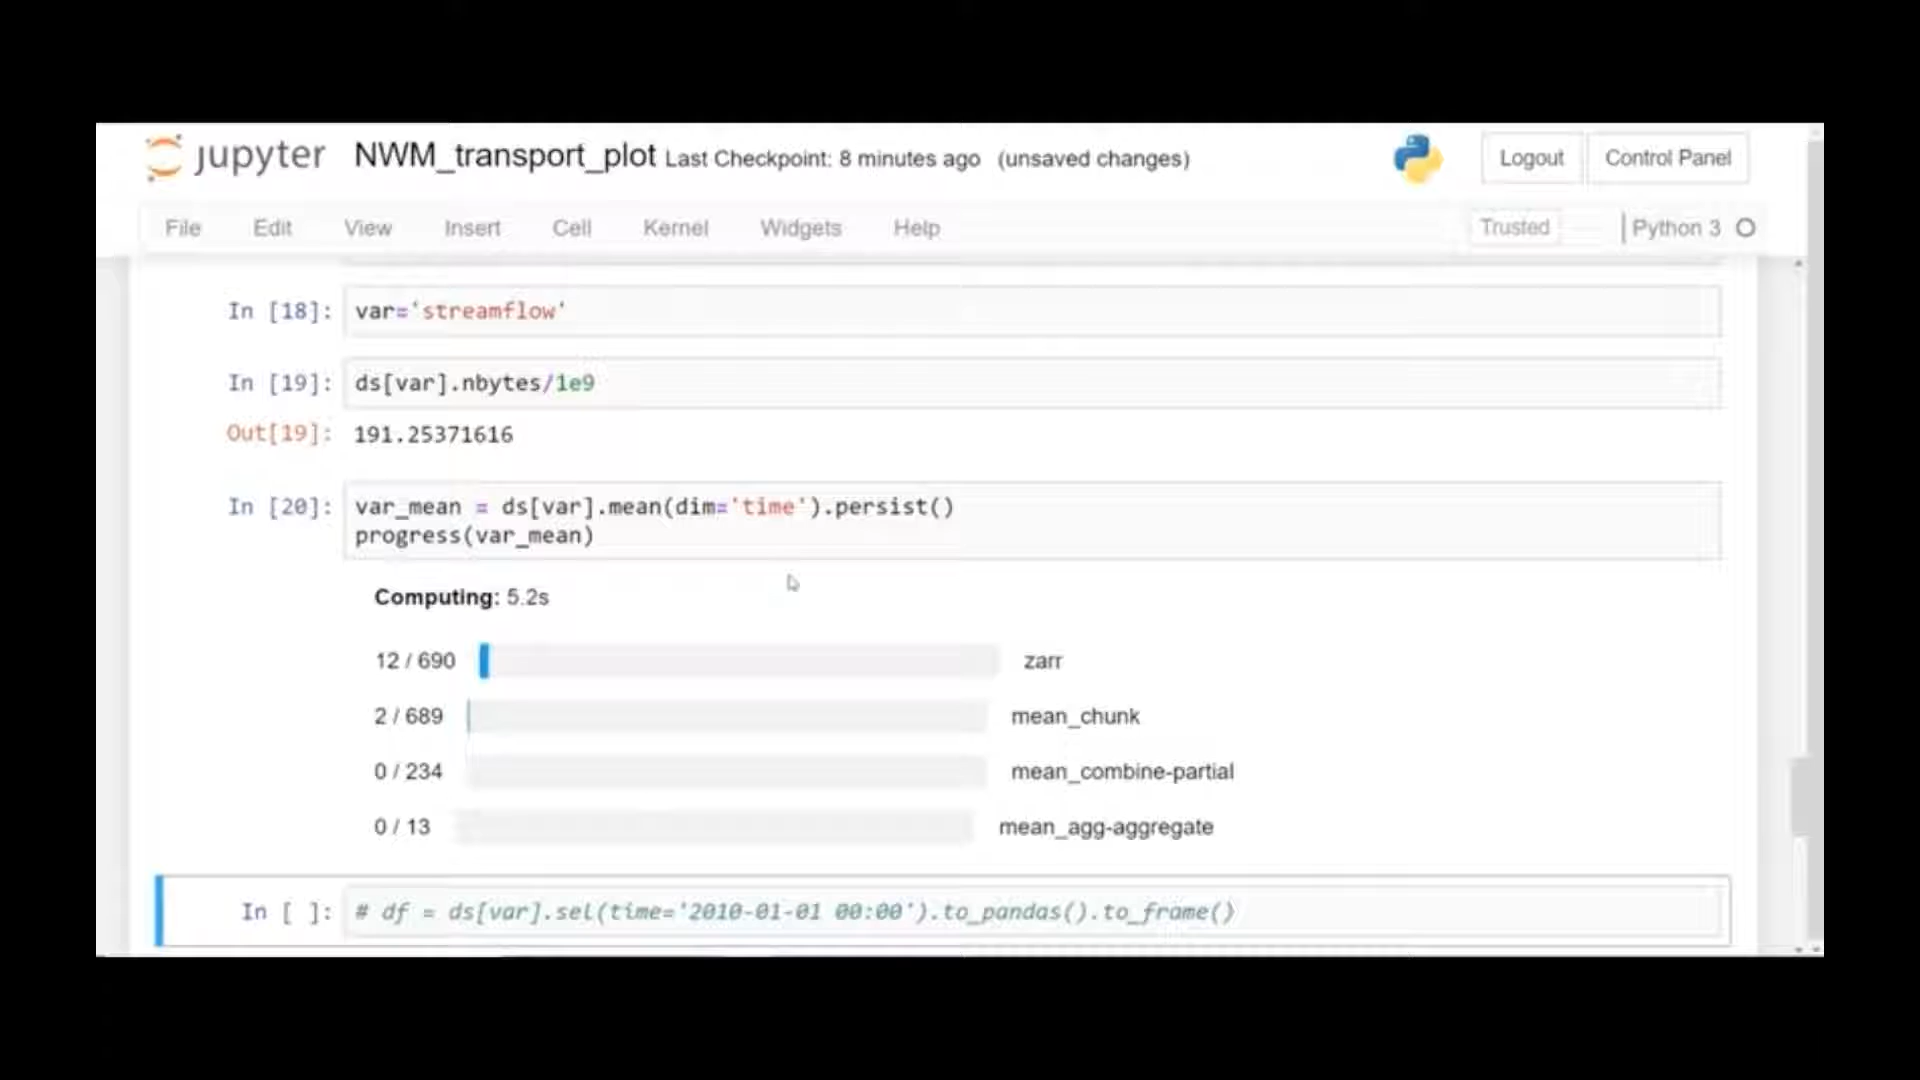 jupyter NWM_transport_plot Last Checkpoint: 8 minutes ago (unsaved changes) Logout Control Panel
File Edit View Insert Cell Kernel Widgets Help Trusted Python 3
In [18]: var='streamflow'
In [19]: ds[var].nbytes/1e9
Out[19]: 191.25371616
In [20]: var_mean = ds[var].mean(dim='time').persist()
progress(var_mean)
Computing: 5.2s
12 / 690 zarr
2 / 689 mean_chunk
0 / 234 mean_combine-partial
0 / 13 mean_agg-aggregate
In [ ]: # df = ds[var].sel(time='2010-01-01 00:00').to_pandas().to_frame()